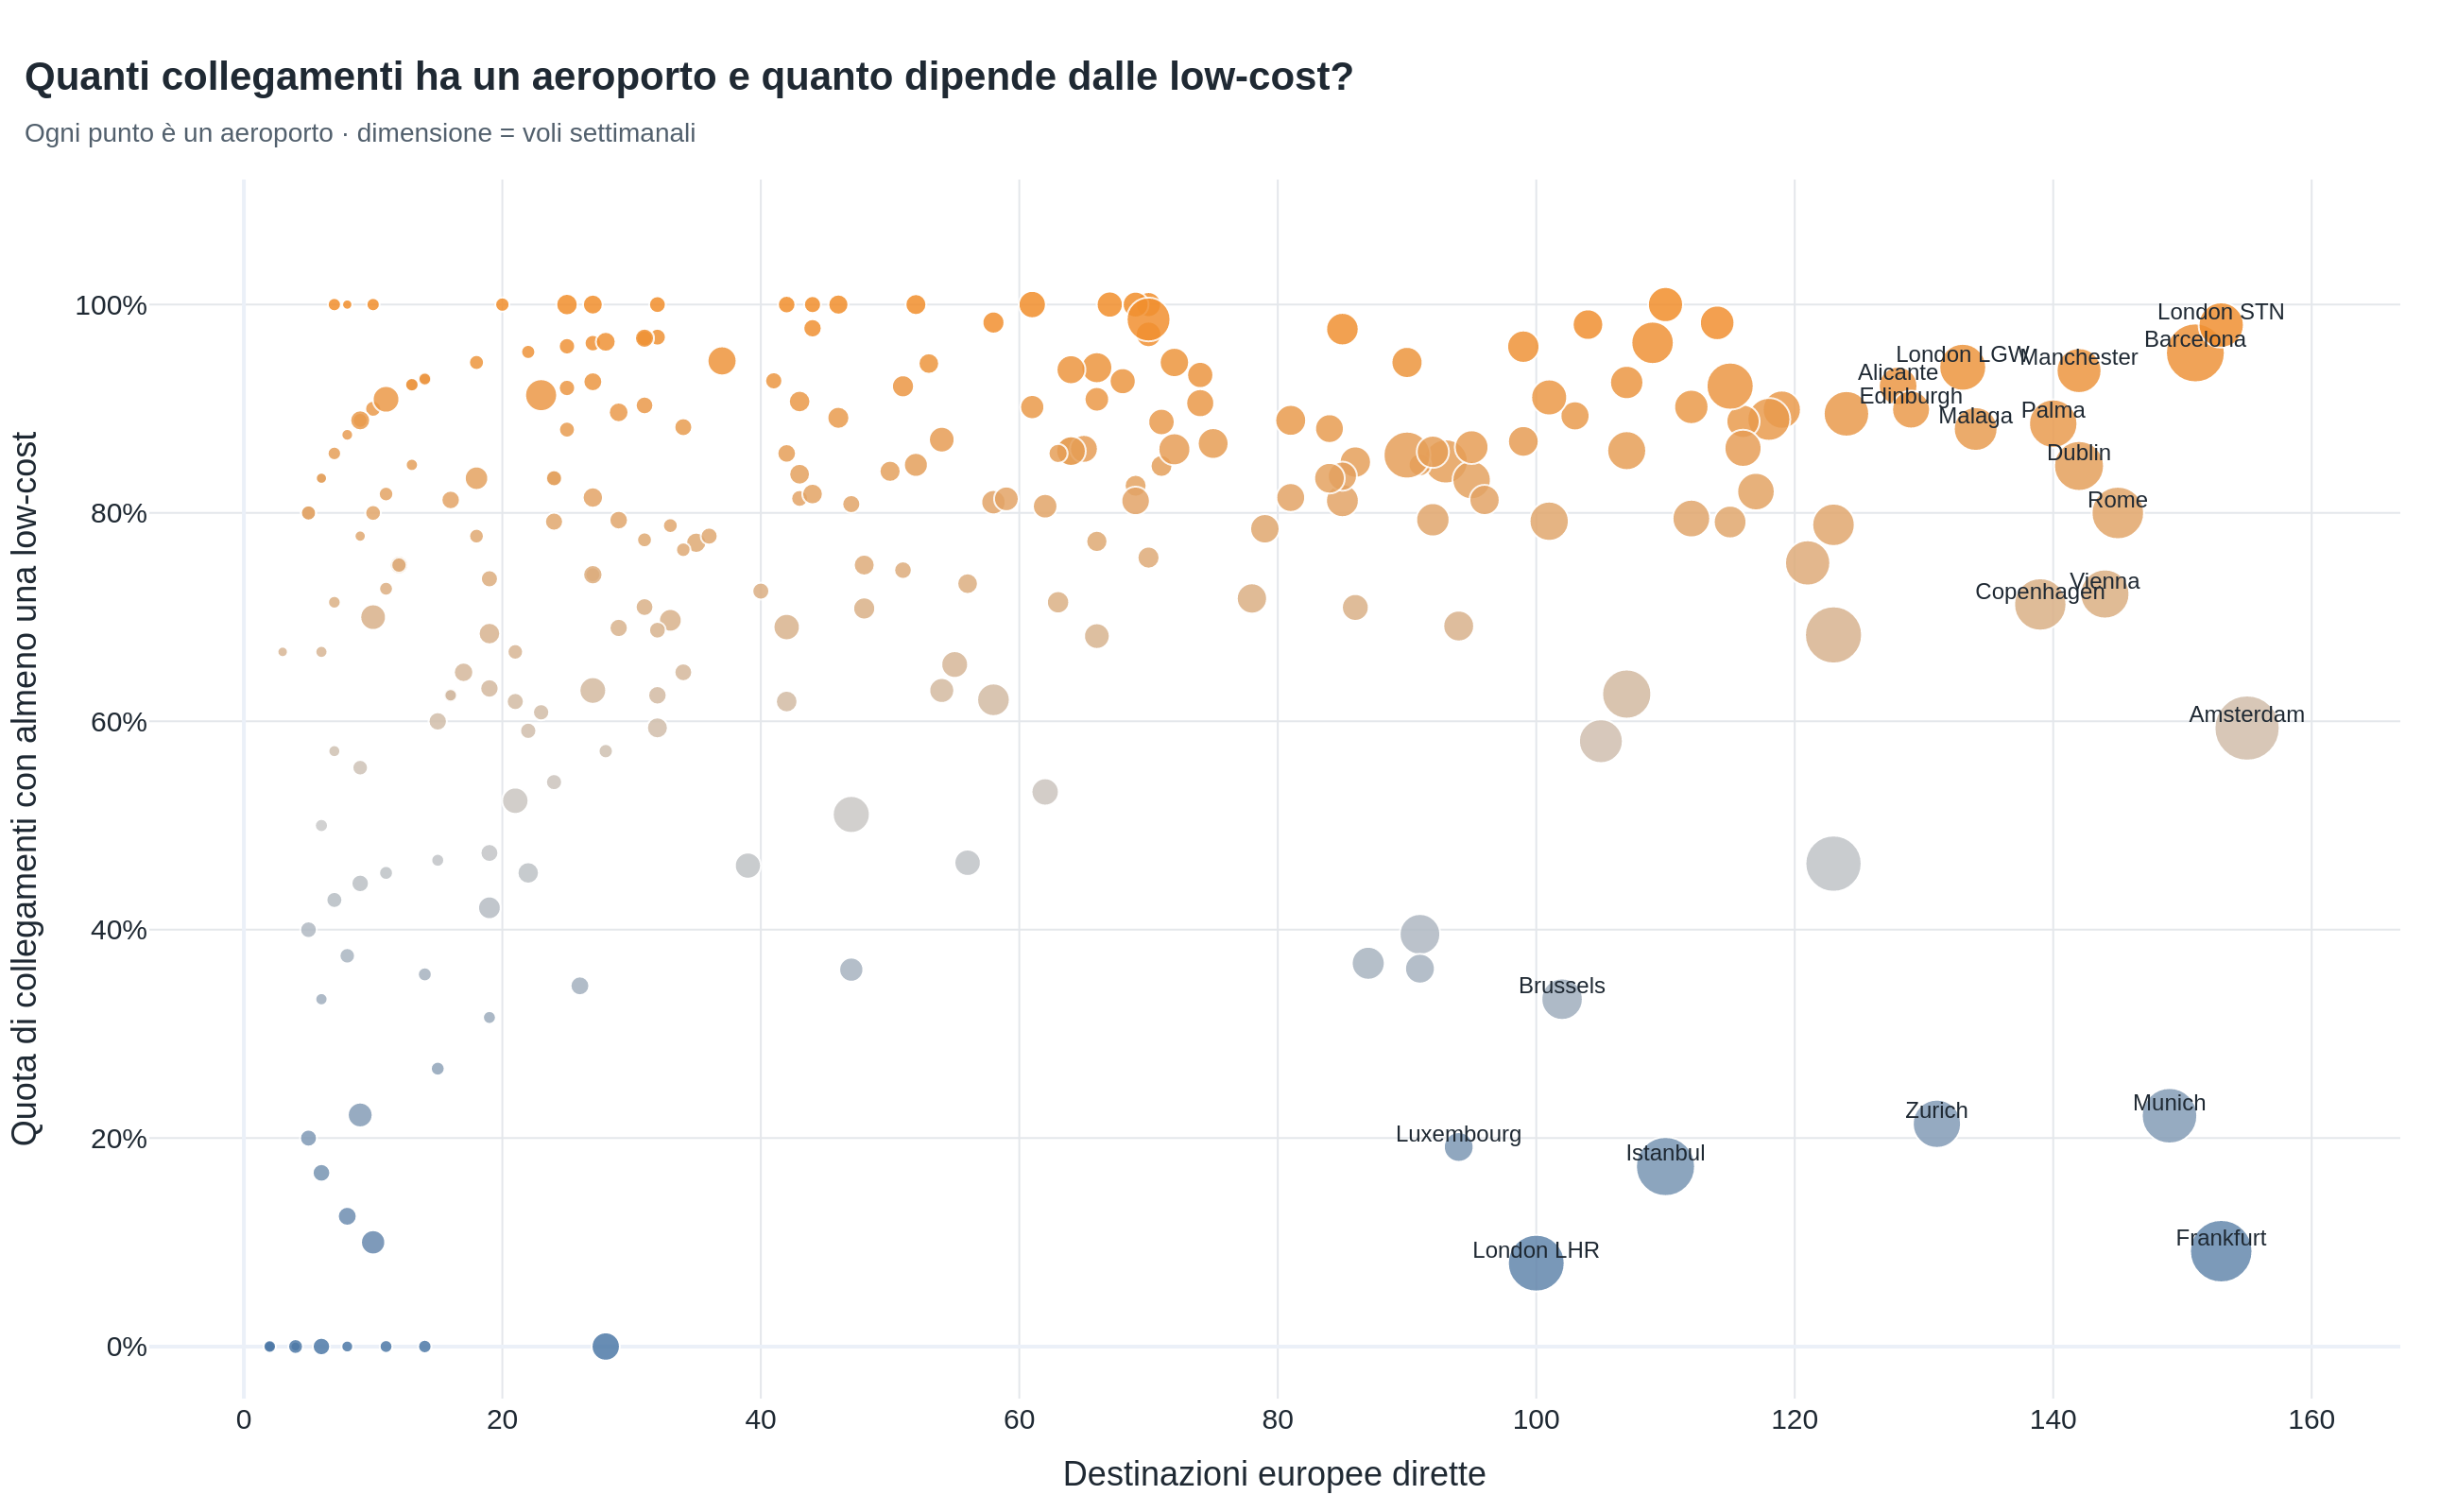 Quanti collegamenti ha un aeroporto e quanto dipende dalle low-cost?
Ogni punto è un aeroporto · dimensione = voli settimanali
Quota di collegamenti con almeno una low-cost
100%
80%
60%
40%
20%
0%
London STN
Barcelona
London LGW
Manchester
Alicante
Edinburgh
Malaga
Palma
Dublin
Rome
Vienna
Copenhagen
Amsterdam
Brussels
Munich
Zurich
Luxembourg
Istanbul
Frankfurt
London LHR
0
20
40
60
80
100
120
140
160
Destinazioni europee dirette